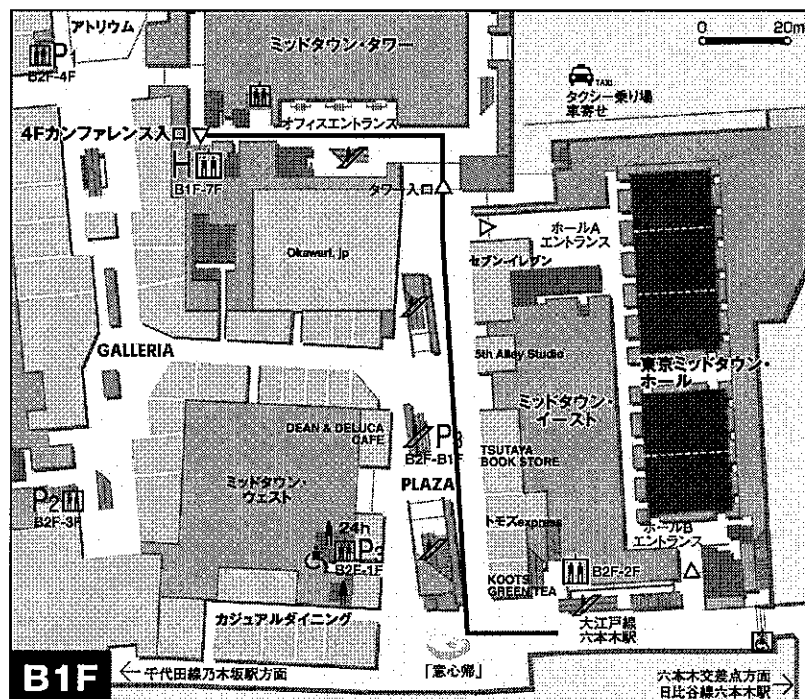 アトリウム
P1
B2F-4F
ミッドタウン・タワー
0 20m
TAXI
タクシー乗り場
車寄せ
オフィスエントランス
4Fカンファレンス入口
H
B1F-7F
タワー入口
ホールA
エントランス
セブン-イレブン
Okawari.jp
GALLERIA
5th Alley Studio
東京ミッドタウン・
ホール
ミッドタウン・
イースト
DEAN & DELUCA
CAFE
P3
B2F-B1F
TSUTAYA
BOOK STORE
PLAZA
ミッドタウン・
ウェスト
P2
B2F-3F
24h
P3
B2F-1F
トモズexpress
ホールB
エントランス
B2F-2F
KOOTS
GREEN TEA
カジュアルダイニング
大江戸線
六本木駅
「意心帰」
B1F
千代田線乃木坂駅方面
六本木交差点方面
日比谷線六本木駅